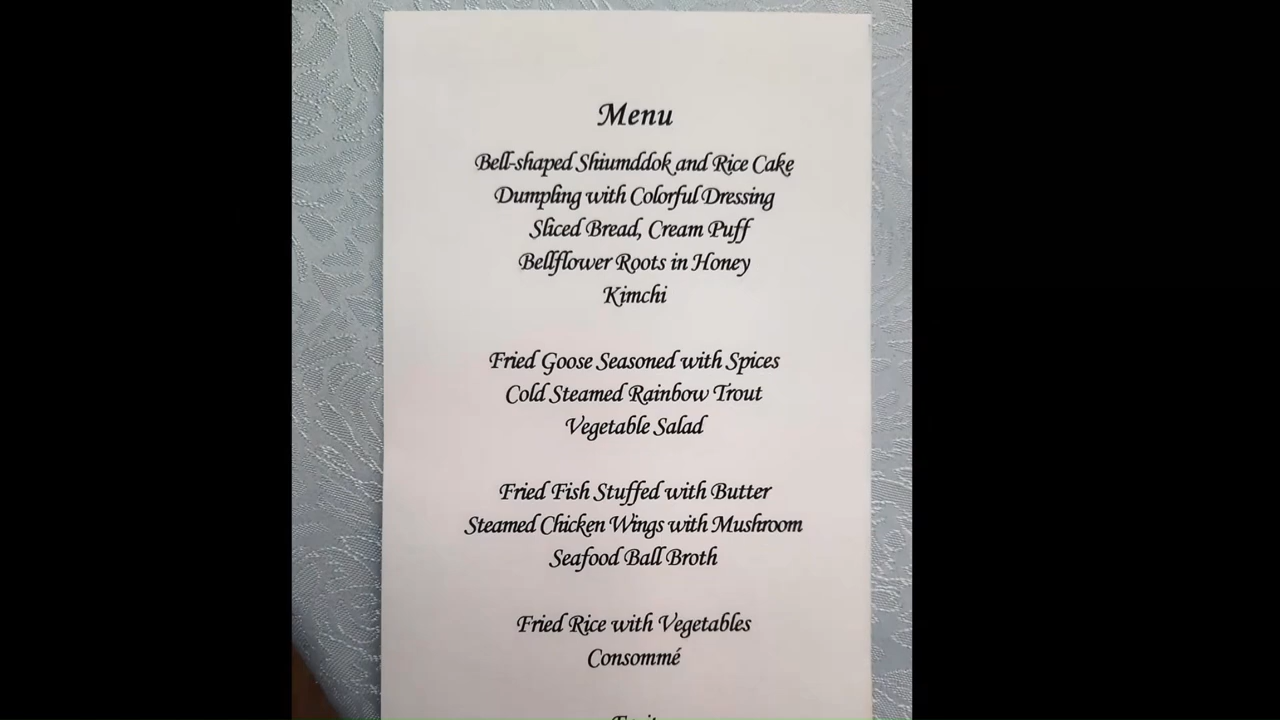 Menu
Bell-shaped Shiumddok and Rice Cake
Dumpling with Colorful Dressing
Sliced Bread, Cream Puff
Bellflower Roots in Honey
Kimchi
Fried Goose Seasoned with Spices
Cold Steamed Rainbow Trout
Vegetable Salad
Fried Fish Stuffed with Butter
Steamed Chicken Wings with Mushroom
Seafood Ball Broth
Fried Rice with Vegetables
Consommé